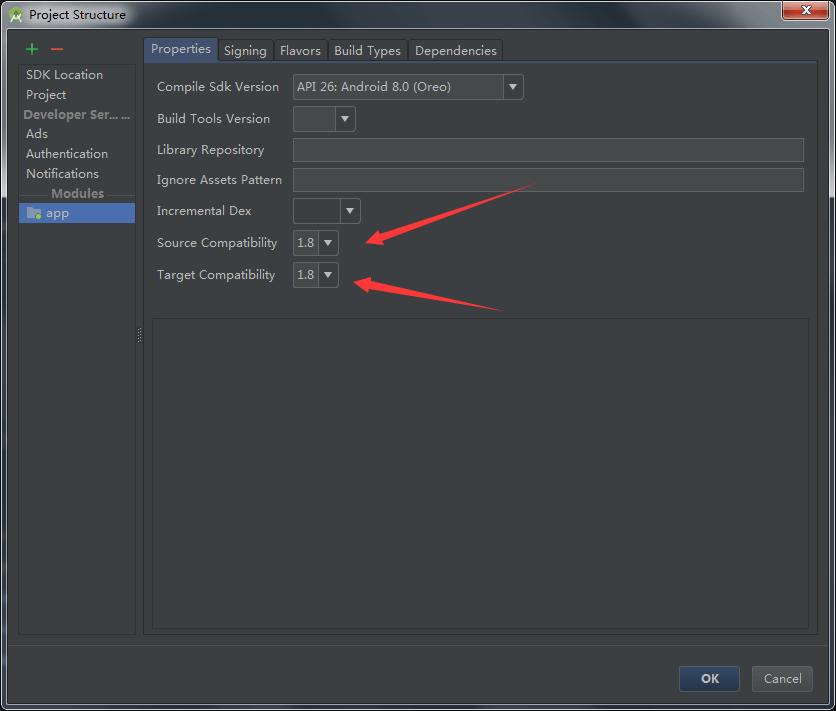 Project Structure
Properties Signing Flavors Build Types Dependencies
SDK Location
Project
Developer Ser... ...
Ads
Authentication
Notifications
Modules
app
Compile Sdk Version API 26: Android 8.0 (Oreo)
Build Tools Version
Library Repository
Ignore Assets Pattern
Incremental Dex
Source Compatibility 1.8
Target Compatibility 1.8
OK Cancel